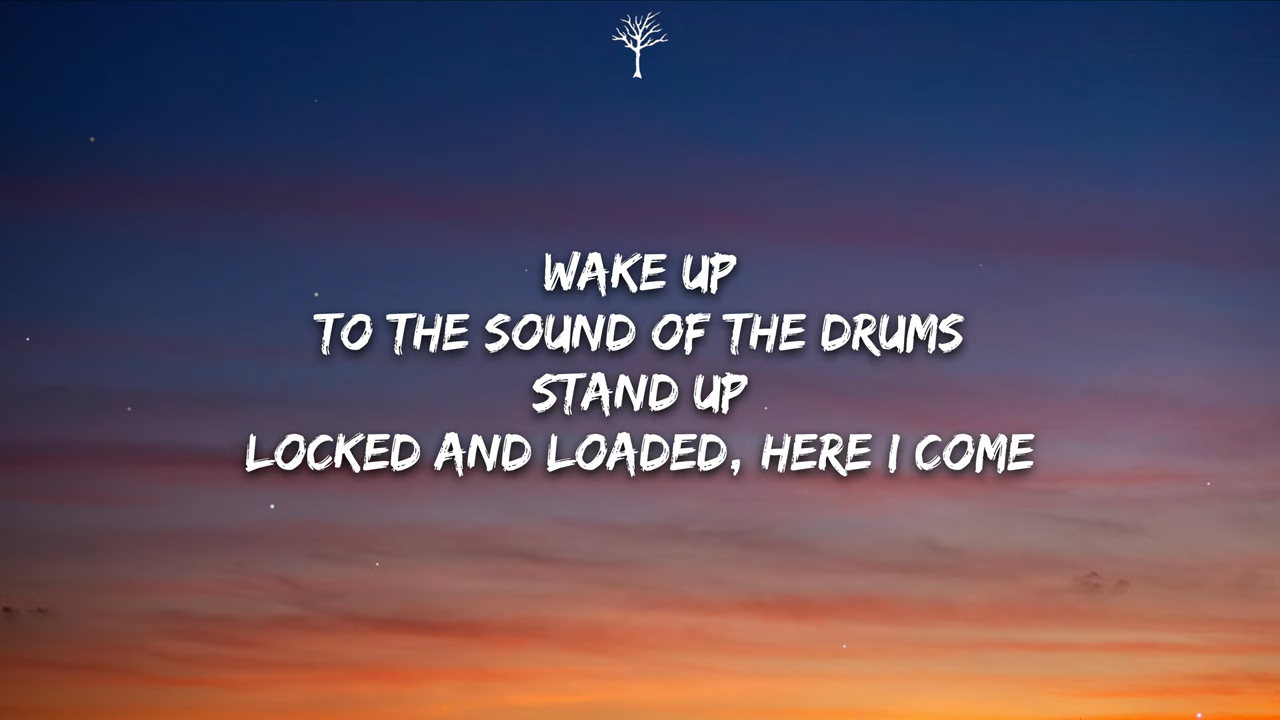 WAKE UP
TO THE SOUND OF THE DRUMS
STAND UP
LOCKED AND LOADED, HERE I COME